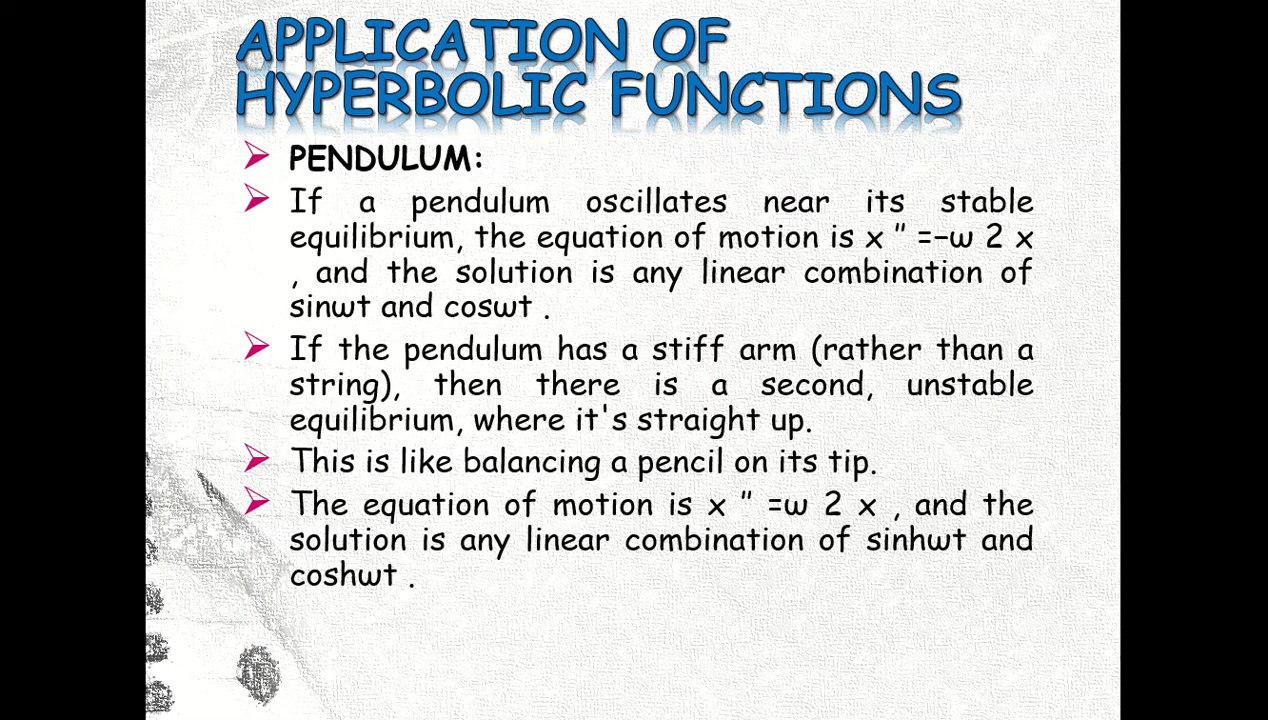 APPLICATION OF
HYPERBOLIC FUNCTIONS
PENDULUM:
If a pendulum oscillates near its stable
equilibrium, the equation of motion is x ″ =−ω 2 x
, and the solution is any linear combination of
sinωt and cosωt .
If the pendulum has a stiff arm (rather than a
string), then there is a second, unstable
equilibrium, where it's straight up.
This is like balancing a pencil on its tip.
The equation of motion is x ″ =ω 2 x , and the
solution is any linear combination of sinhωt and
coshωt .